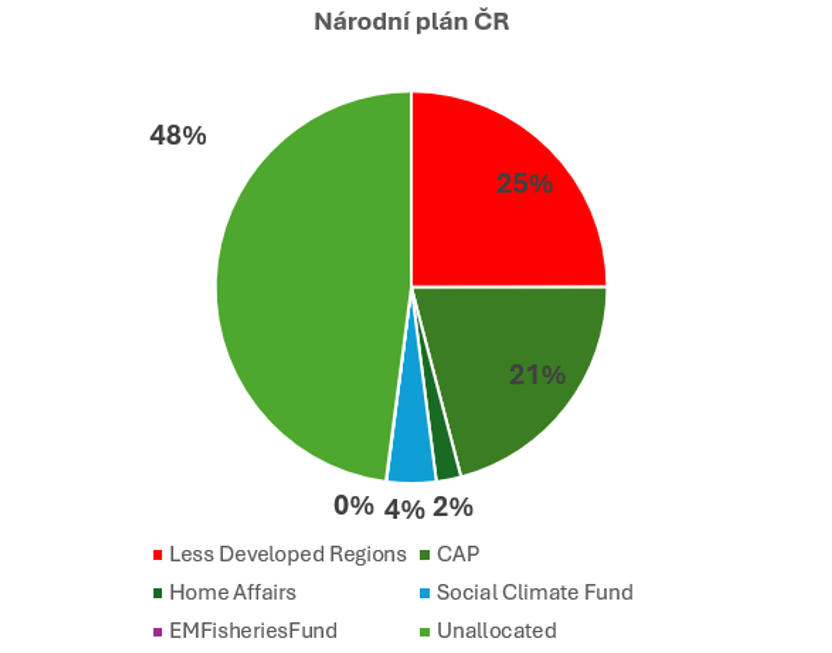 Národní plán ČR
48%
25%
21%
0% 4% 2%
Less Developed Regions CAP
Home Affairs Social Climate Fund
EMFisheriesFund Unallocated